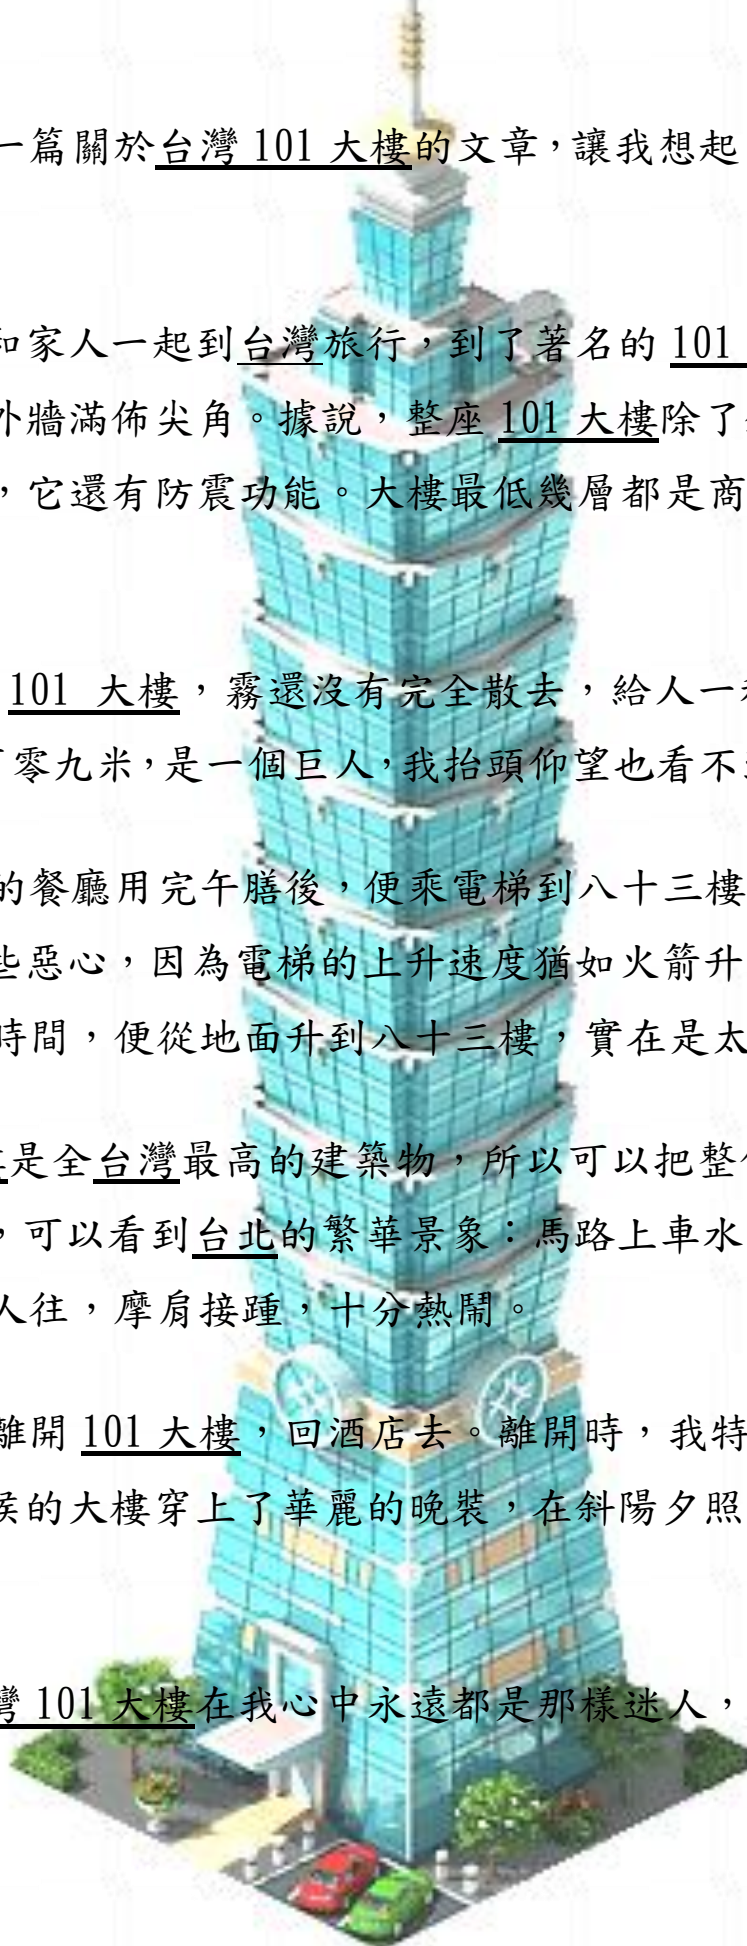 一篇關於台灣 101 大樓的文章，讓我想起
和家人一起到台灣旅行，到了著名的 101
外牆滿佈尖角。據說，整座 101 大樓除了
，它還有防震功能。大樓最低幾層都是商
101 大樓，霧還沒有完全散去，給人一
零九米，是一個巨人，我抬頭仰望也看不
的餐廳用完午膳後，便乘電梯到八十三樓
些惡心，因為電梯的上升速度猶如火箭升
時間，便從地面升到八十三樓，實在是太
是全台灣最高的建築物，所以可以把整
，可以看到台北的繁華景象：馬路上車水
人往，摩肩接踵，十分熱鬧。
離開 101 大樓，回酒店去。離開時，我特
候的大樓穿上了華麗的晚裝，在斜陽夕照
灣 101 大樓在我心中永遠都是那樣迷人，